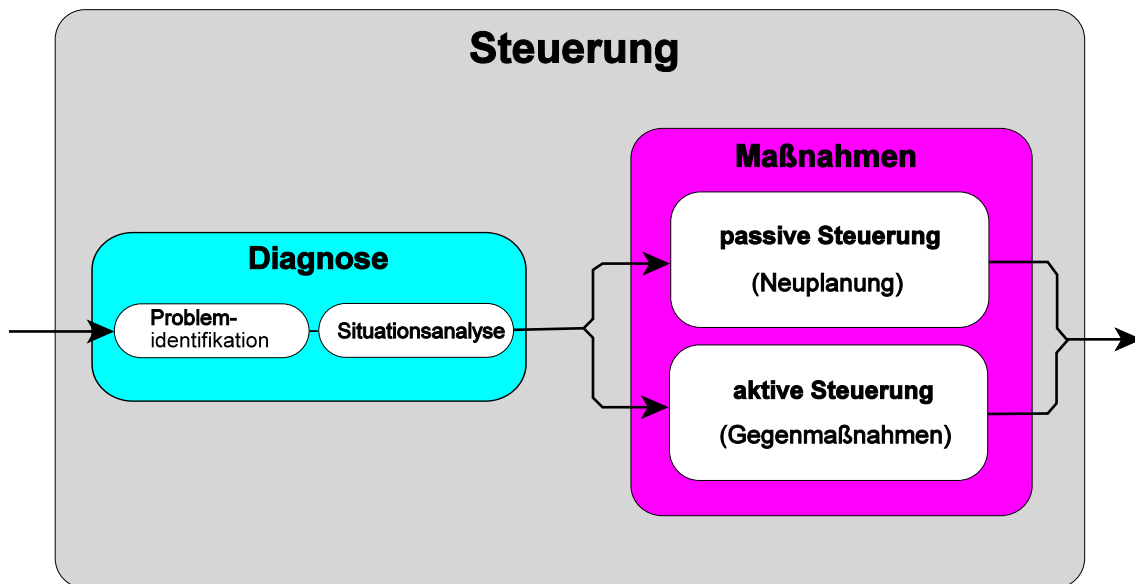 Steuerung
Maßnahmen
passive Steuerung
(Neuplanung)
Diagnose
Problem-
identifikation
Situationsanalyse
aktive Steuerung
(Gegenmaßnahmen)